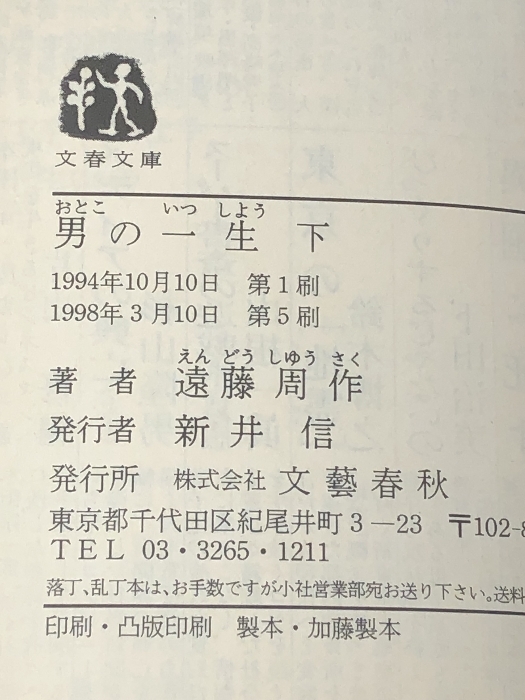 文春文庫
おとこ いつ しよう
男の一生 下
1994年10月10日 第1刷
1998年3月10日 第5刷
えん どう しゆう さく
著者 遠藤周作
発行者 新井信
発行所 株式会社 文藝春秋
東京都千代田区紀尾井町3―23 〒102-8
TEL 03・3265・1211
落丁、乱丁本は、お手数ですが小社営業部宛お送り下さい。送料
印刷・凸版印刷 製本・加藤製本